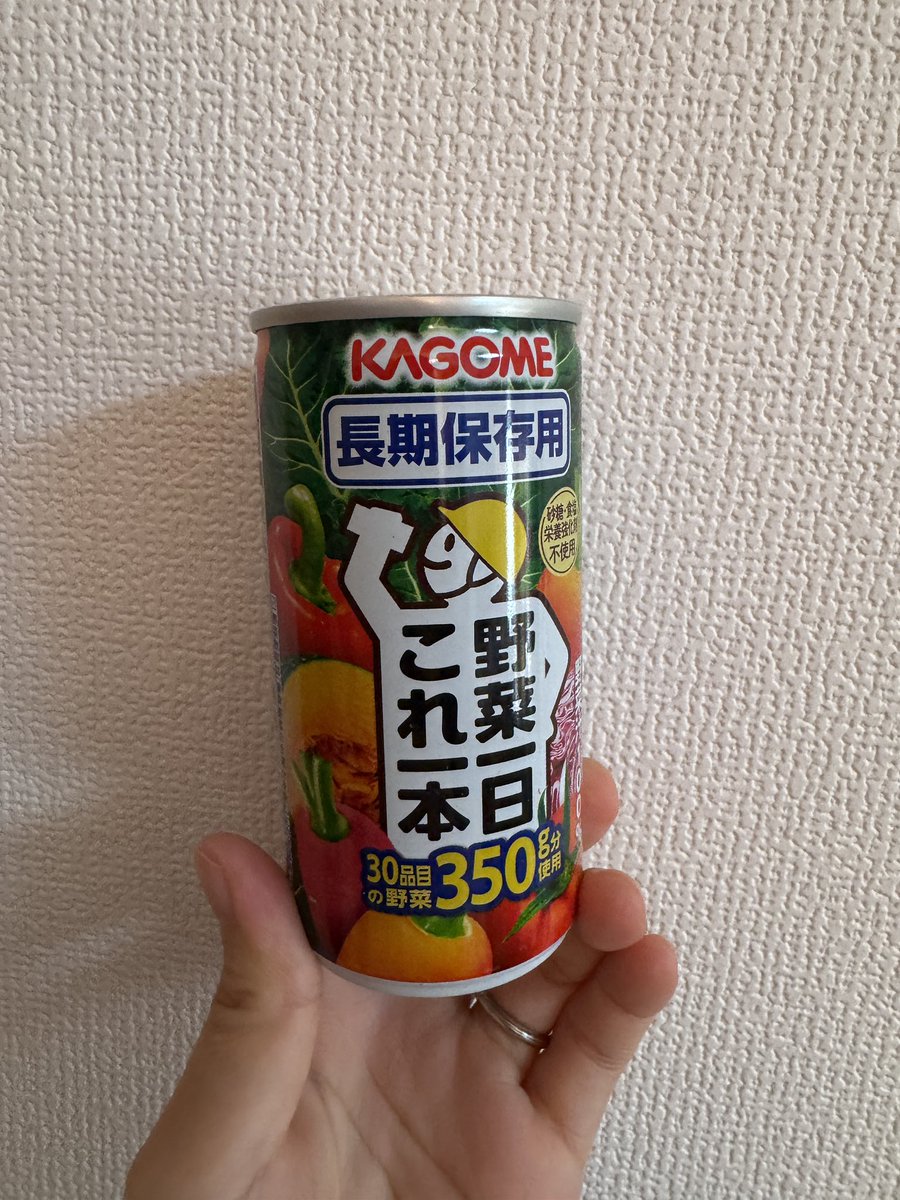 KAGOME
長期保存用
砂糖・食塩
栄養強化剤
不使用
野菜一日
これ一本
30品目
の野菜
350g分
使用